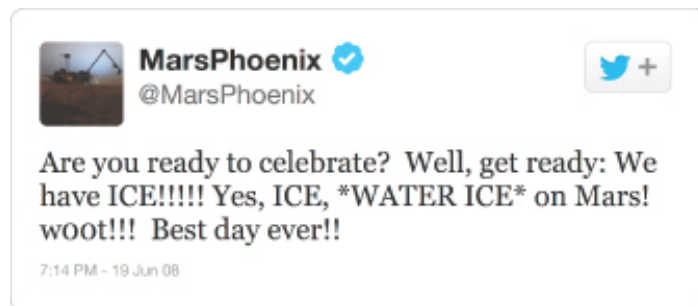 MarsPhoenix
@MarsPhoenix
+
Are you ready to celebrate?  Well, get ready: We
have ICE!!!!! Yes, ICE, *WATER ICE* on Mars!
w00t!!!  Best day ever!!
7:14 PM - 19 Jun 08